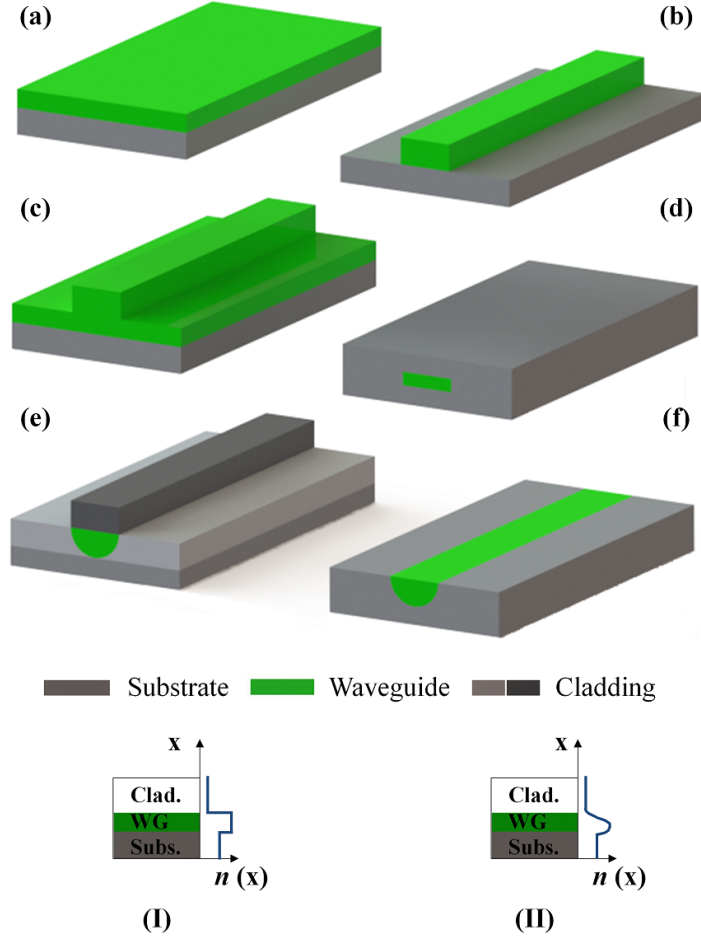 (a)
(b)
(c)
(d)
(e)
(f)
Substrate Waveguide Cladding
x
Clad.
WG
Subs.
n (x)
(I)
x
Clad.
WG
Subs.
n (x)
(II)